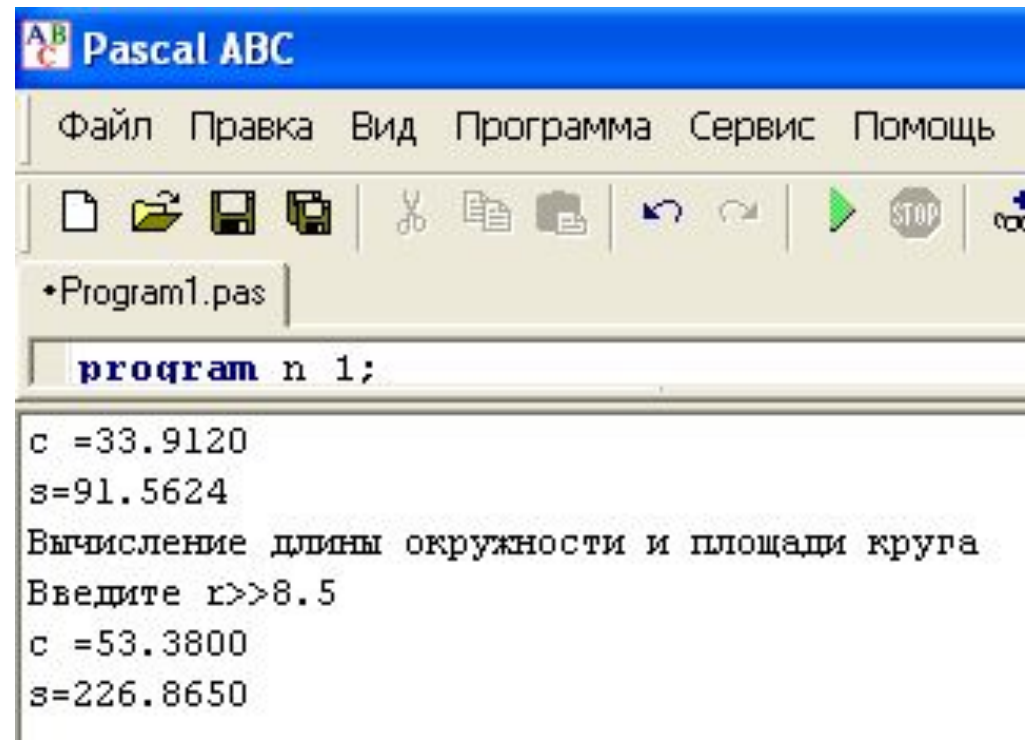 Pascal ABC
Файл Правка Вид Программа Сервис Помощь
STOP
•Program1.pas
program n 1;
c =33.9120
s=91.5624
Вычисление длины окружности и площади круга
Введите r>>8.5
c =53.3800
s=226.8650